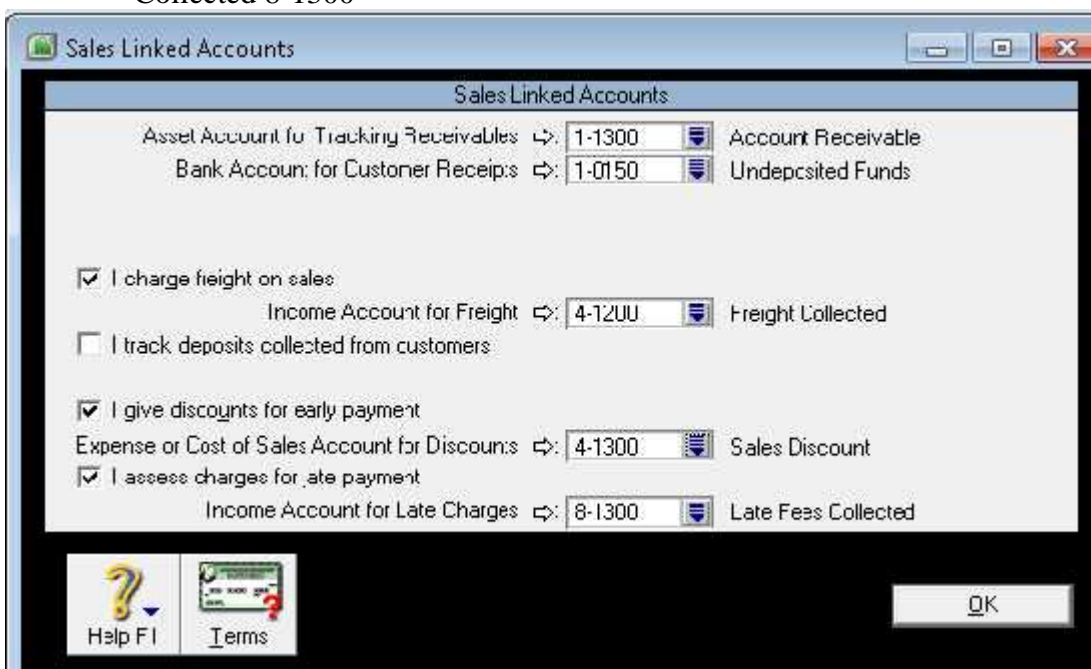 Collected 8-1300
Sales Linked Accounts
Sales Linked Accounts
Asset Account for Tracking Receivables 1-1300 Account Receivable
Bank Account for Customer Receipts 1-0150 Undeposited Funds
I charge freight on sales
Income Account for Freight 4-1200 Freight Collected
I track deposits collected from customers
I give discounts for early payment
Expense or Cost of Sales Account for Discounts 4-1300 Sales Discount
I assess charges for late payment
Income Account for Late Charges 8-1300 Late Fees Collected
Help F1 Terms OK